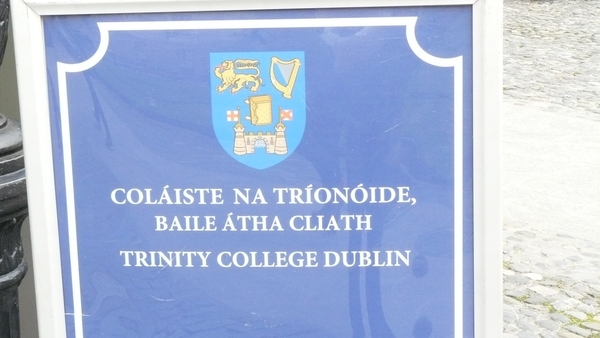 COLÁISTE NA TRÍONÓIDE,
BAILE ÁTHA CLIATH
TRINITY COLLEGE DUBLIN